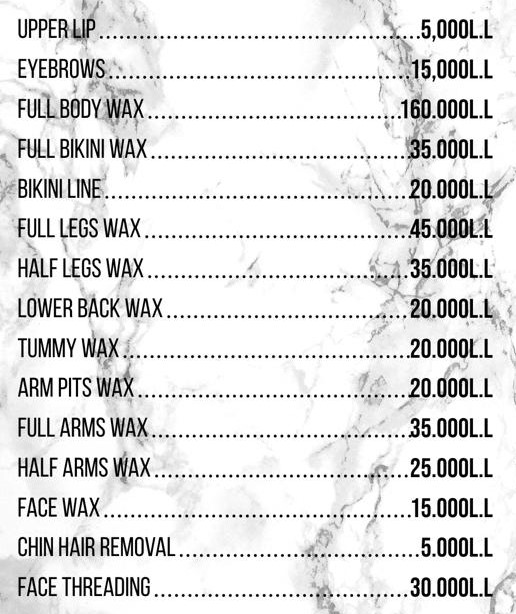 UPPER LIP........................................................5,000L.L
EYEBROWS......................................................15,000L.L
FULL BODY WAX............................................160.000L.L
FULL BIKINI WAX.............................................35.000L.L
BIKINI LINE......................................................20.000L.L
FULL LEGS WAX..............................................45.000L.L
HALF LEGS WAX..............................................35.000L.L
LOWER BACK WAX...........................................20.000L.L
TUMMY WAX..................................................20.000L.L
ARM PITS WAX................................................20.000L.L
FULL ARMS WAX..............................................35.000L.L
HALF ARMS WAX.............................................25.000L.L
FACE WAX......................................................15.000L.L
CHIN HAIR REMOVAL..........................................5.000L.L
FACE THREADING.............................................30.000L.L